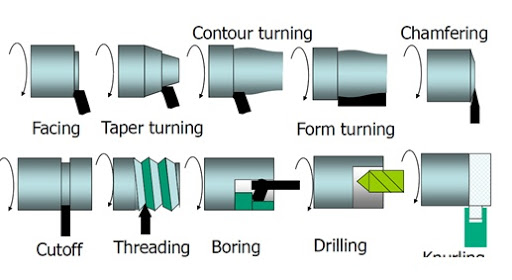 Contour turning
Chamfering
Facing
Taper turning
Form turning
Cutoff
Threading
Boring
Drilling
Knurling